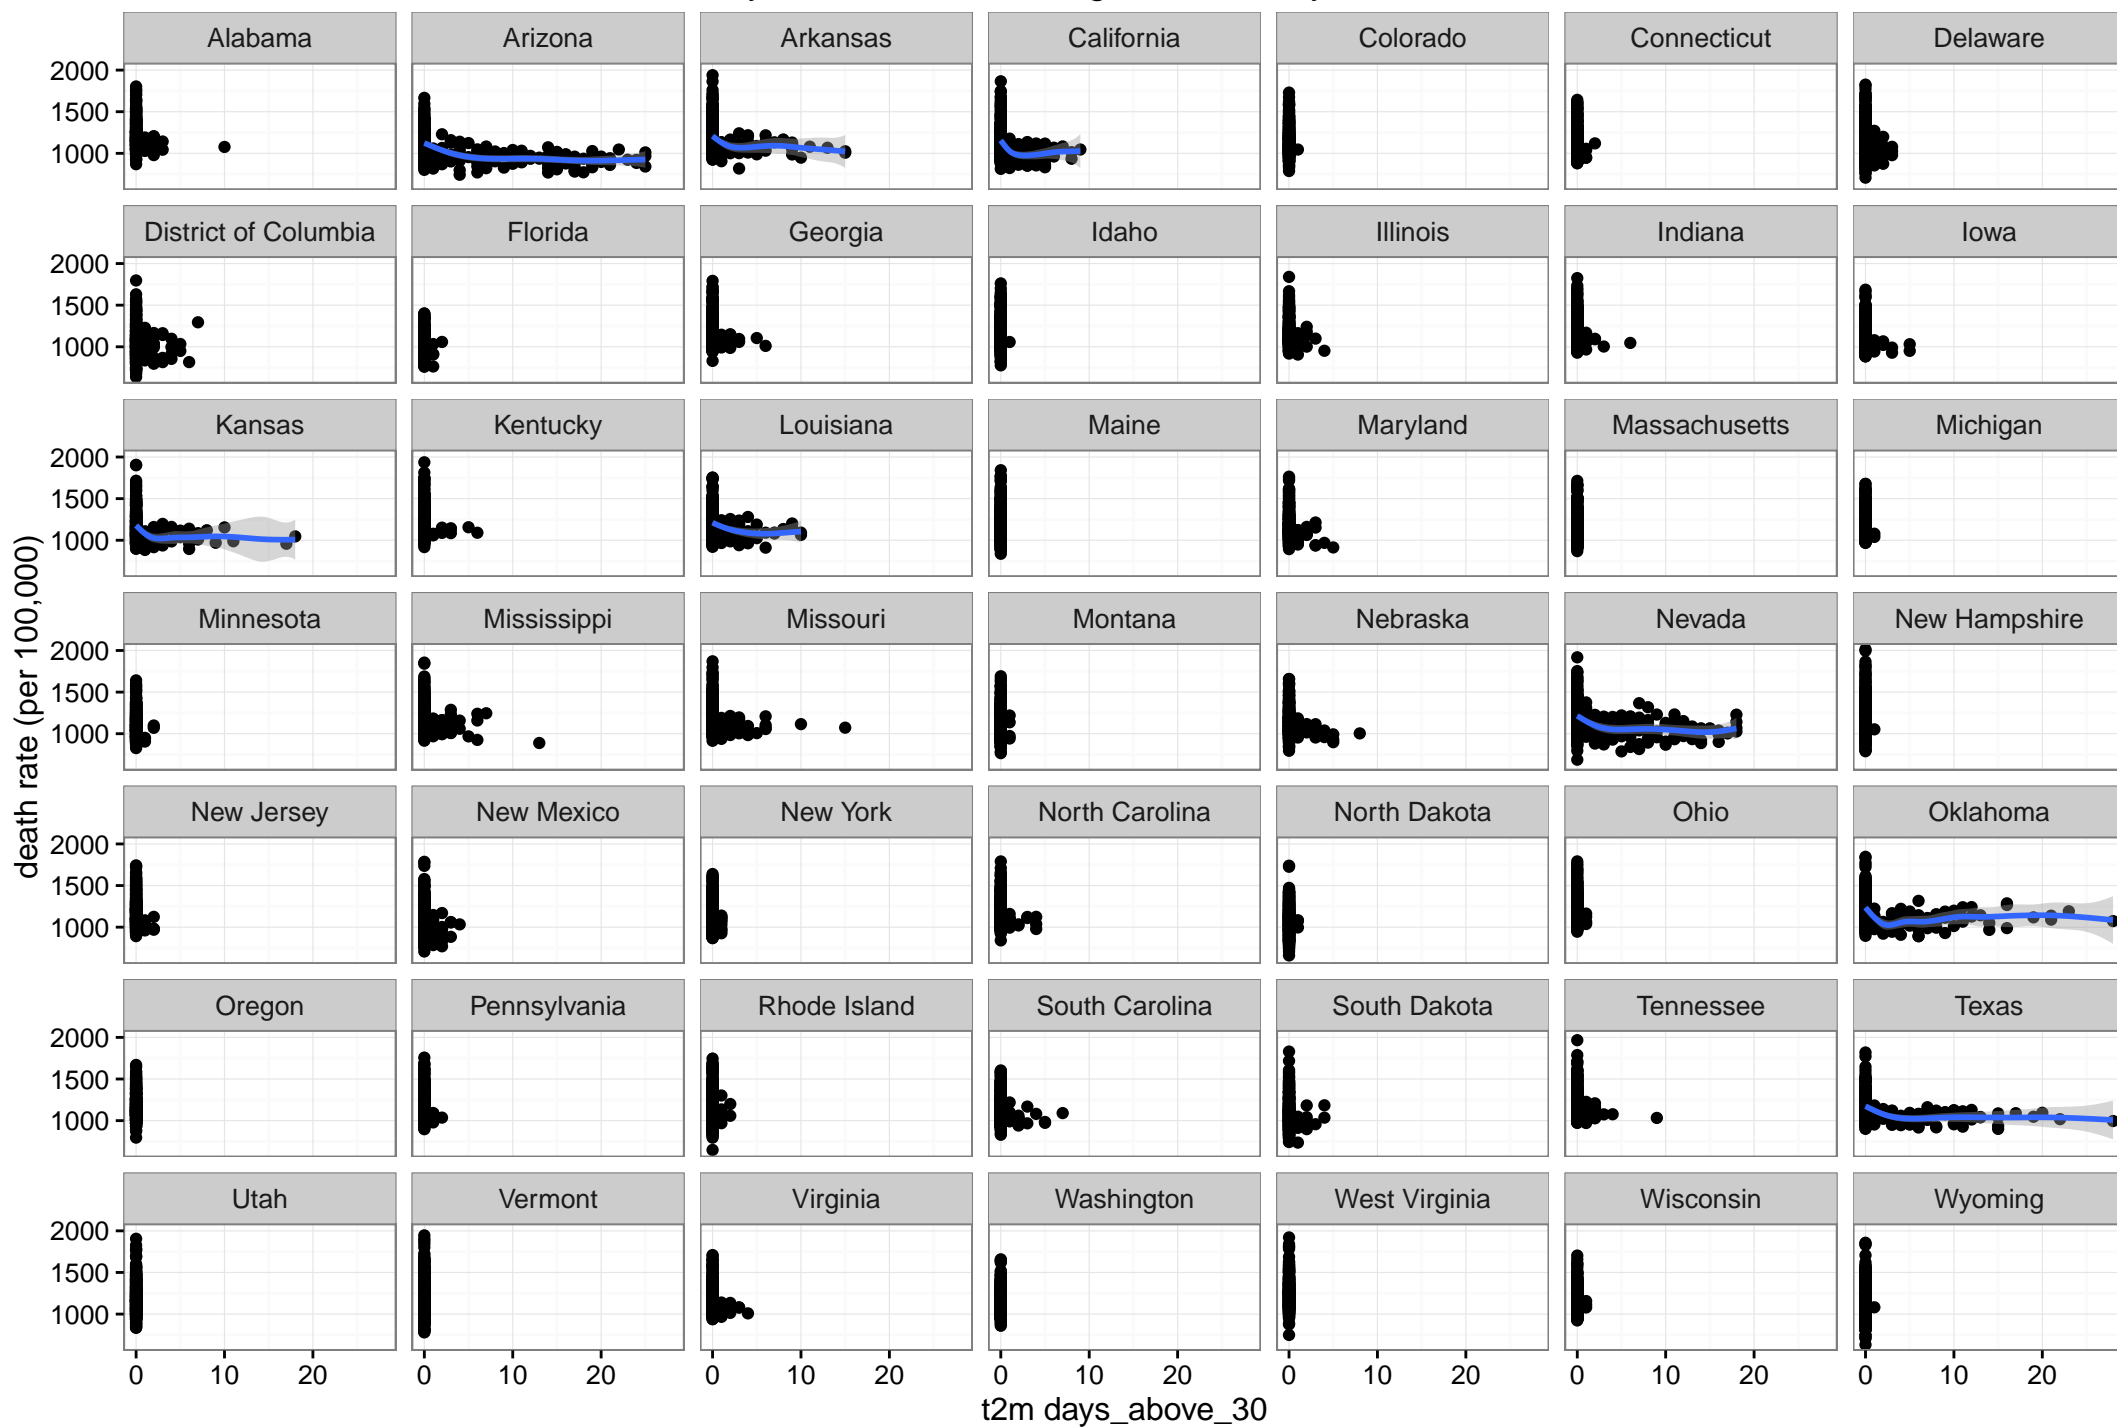 Alabama Arizona Arkansas California Colorado Connecticut Delaware
2000
1500
1000
District of Columbia Florida Georgia Idaho Illinois Indiana Iowa
2000
1500
1000
Kansas Kentucky Louisiana Maine Maryland Massachusetts Michigan
2000
1500
1000
death rate (per 100,000)
Minnesota Mississippi Missouri Montana Nebraska Nevada New Hampshire
2000
1500
1000
New Jersey New Mexico New York North Carolina North Dakota Ohio Oklahoma
2000
1500
1000
Oregon Pennsylvania Rhode Island South Carolina South Dakota Tennessee Texas
2000
1500
1000
Utah Vermont Virginia Washington West Virginia Wisconsin Wyoming
2000
1500
1000
0 10 20 0 10 20 0 10 20 0 10 20 0 10 20 0 10 20 0 10 20
t2m days_above_30